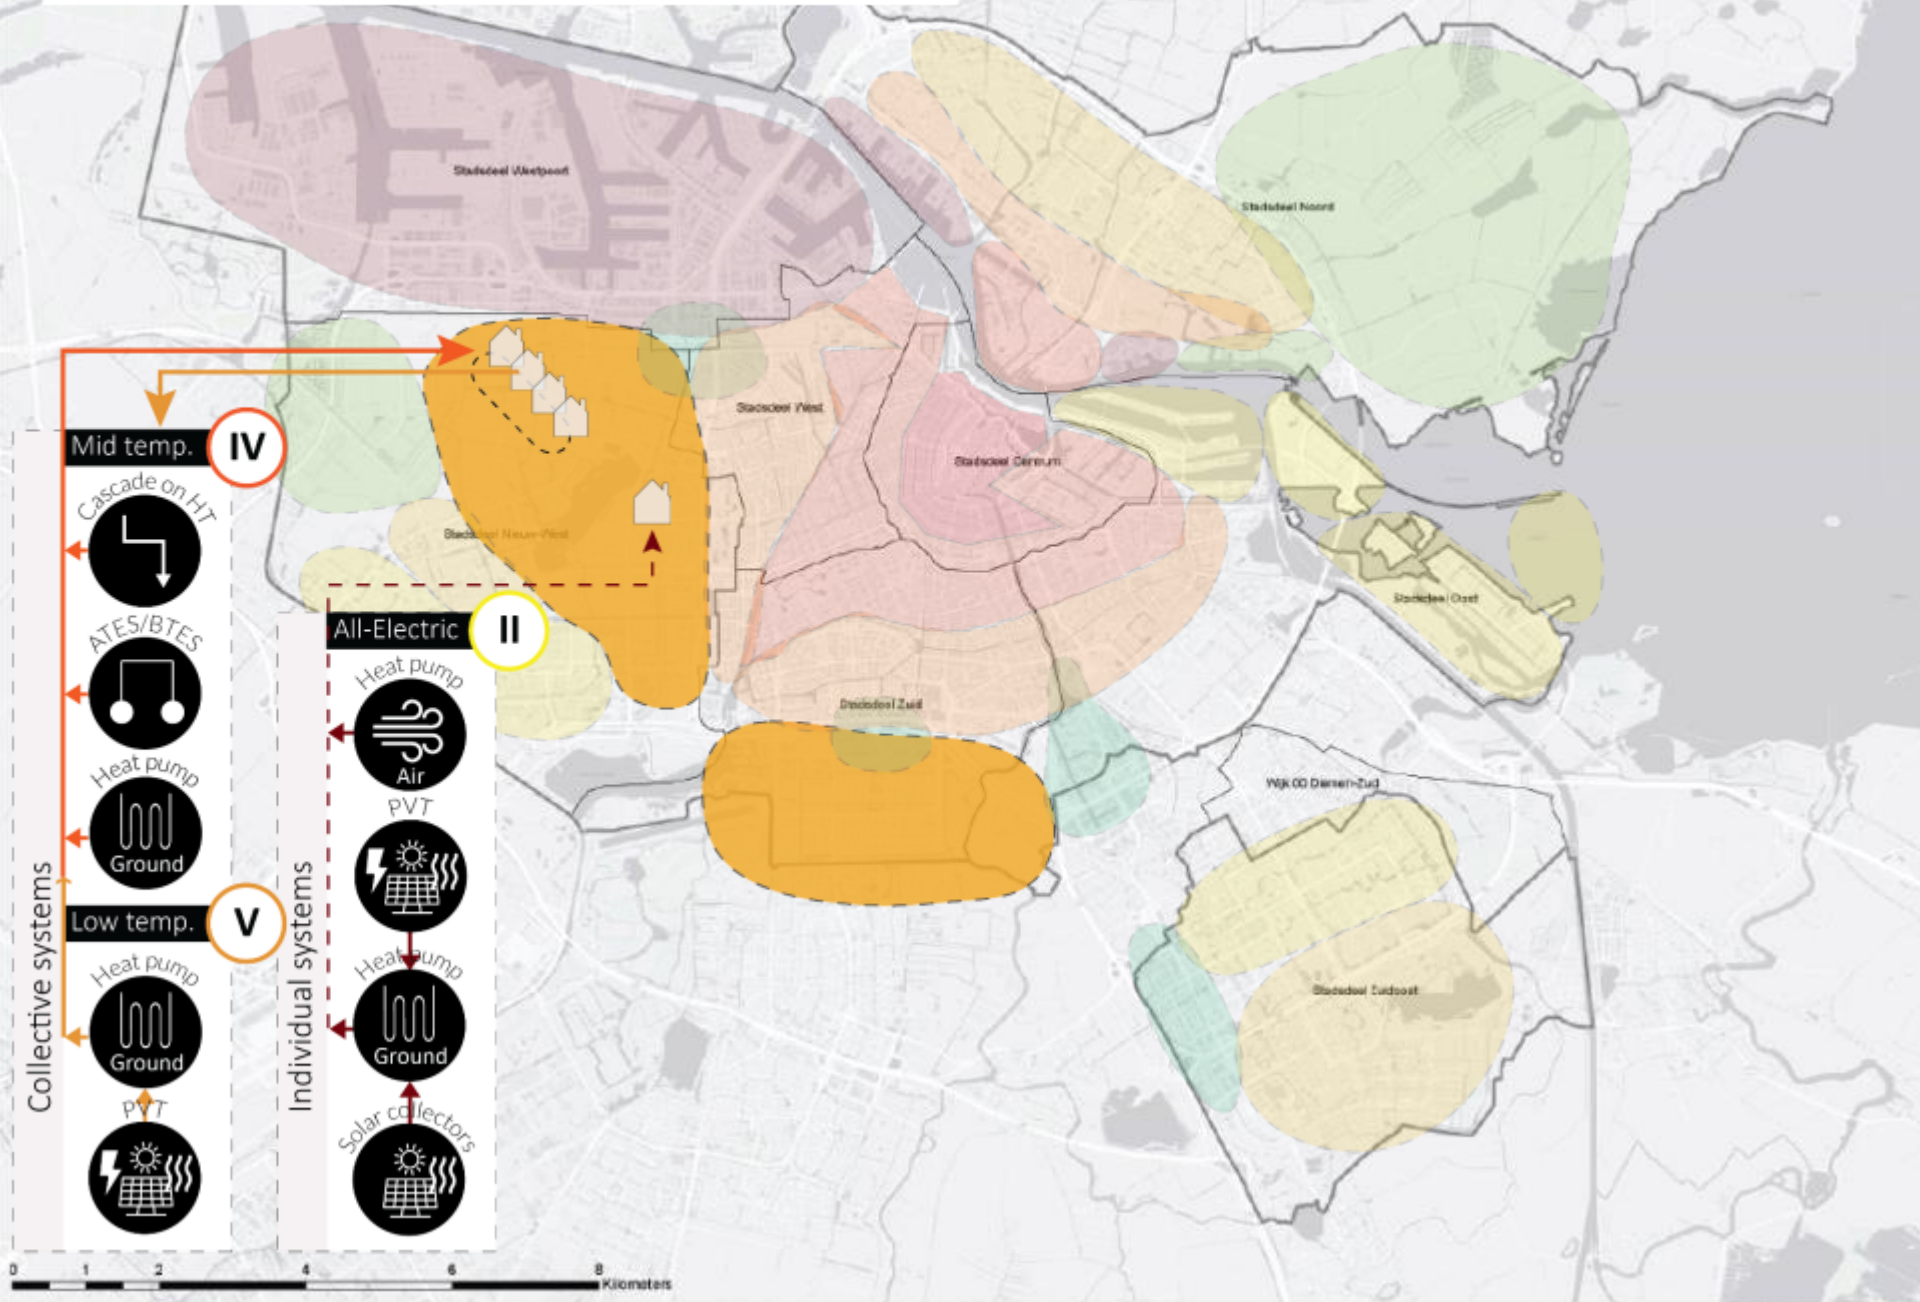 Stadsdeel Westpoort
Stadsdeel Noord
Stadsdeel West
Stadsdeel Centrum
Stadsdeel Nieuw-West
Stadsdeel Oost
Stadsdeel Zuid
Wijk 00 Diemen-Zuid
Stadsdeel Zuidoost
Collective systems
Mid temp.
IV
Cascade on HT
ATES/BTES
Heat pump
Ground
Low temp.
V
Heat pump
Ground
PVT
Individual systems
All-Electric
II
Heat pump
Air
PVT
Heat pump
Ground
Solar collectors
0 1 2 4 6 8
Kilometers